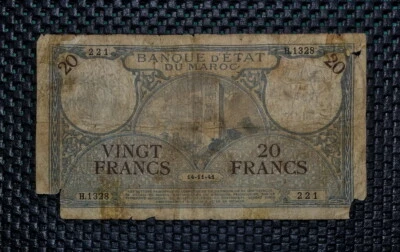 20
221
H.1328
20
BANQUE D'ETAT
DU MAROC
VINGT
FRANCS
20
FRANCS
H.1328
221